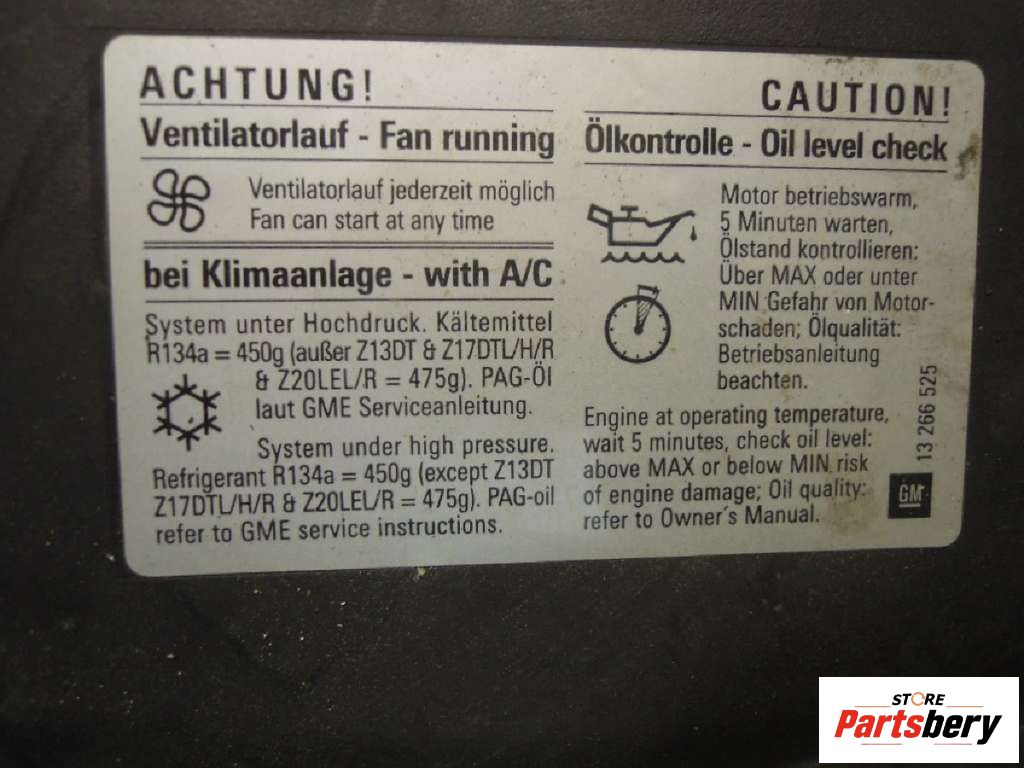 ACHTUNG!
Ventilatorlauf - Fan running
Ventilatorlauf jederzeit möglich
Fan can start at any time
bei Klimaanlage - with A/C
System unter Hochdruck. Kältemittel
R134a = 450g (außer Z13DT & Z17DTL/H/R
& Z20LEL/R = 475g). PAG-Öl
laut GME Serviceanleitung.
System under high pressure.
Refrigerant R134a = 450g (except Z13DT
Z17DTL/H/R & Z20LEL/R = 475g). PAG-oil
refer to GME service instructions.
CAUTION!
Ölkontrolle - Oil level check
Motor betriebswarm,
5 Minuten warten,
Ölstand kontrollieren:
Über MAX oder unter
MIN Gefahr von Motor-
schaden; Ölqualität:
Betriebsanleitung
beachten.
Engine at operating temperature,
wait 5 minutes, check oil level:
above MAX or below MIN risk
of engine damage; Oil quality:
refer to Owner's Manual.
13 266 525
GM
STORE
Partsbery